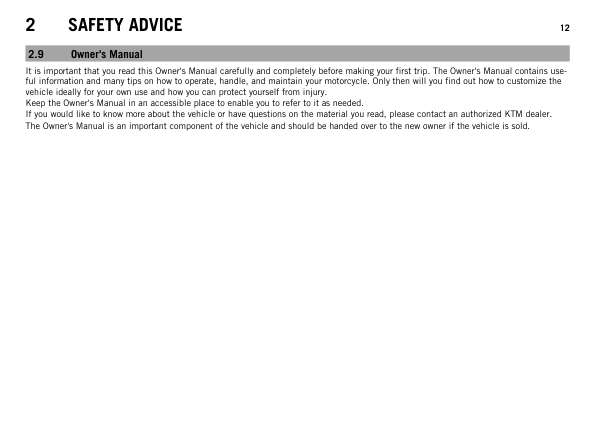 2 SAFETY ADVICE 12
2.9 Owner's Manual
It is important that you read this Owner's Manual carefully and completely before making your first trip. The Owner's Manual contains use-
ful information and many tips on how to operate, handle, and maintain your motorcycle. Only then will you find out how to customize the
vehicle ideally for your own use and how you can protect yourself from injury.
Keep the Owner's Manual in an accessible place to enable you to refer to it as needed.
If you would like to know more about the vehicle or have questions on the material you read, please contact an authorized KTM dealer.
The Owner's Manual is an important component of the vehicle and should be handed over to the new owner if the vehicle is sold.